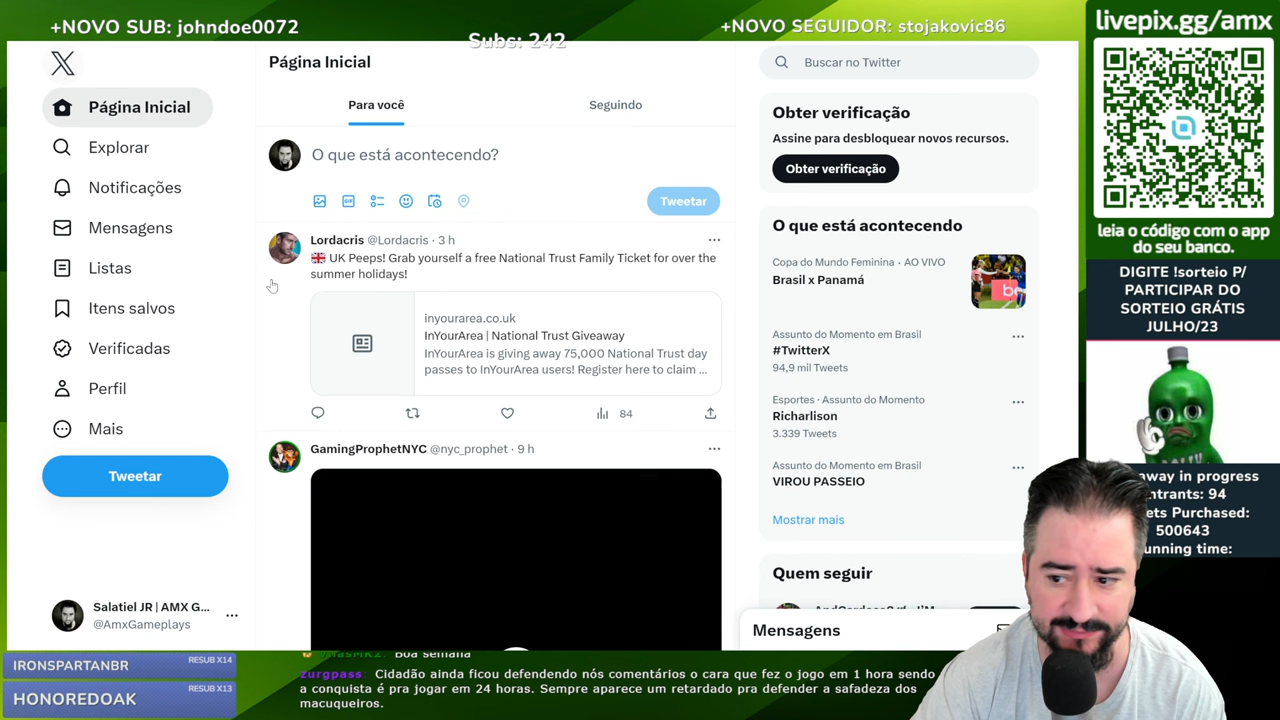 +NOVO SUB: johndoe0072
Subs: 242
+NOVO SEGUIDOR: stojakovic86
livepix.gg/amx
leia o código com o app
do seu banco.
DIGITE !sorteio P/
PARTICIPAR DO
SORTEIO GRÁTIS
JULHO/23
Página Inicial
Explorar
Notificações
Mensagens
Listas
Itens salvos
Verificadas
Perfil
Mais
Tweetar
Salatiel JR | AMX G...
@AmxGameplays
Página Inicial
Para você
Seguindo
O que está acontecendo?
GIF
Tweetar
Lordacris @Lordacris · 3 h
🇬🇧 UK Peeps! Grab yourself a free National Trust Family Ticket for over the
summer holidays!
inyourarea.co.uk
InYourArea | National Trust Giveaway
InYourArea is giving away 75,000 National Trust day
passes to InYourArea users! Register here to claim ...
84
GamingProphetNYC @nyc_prophet · 9 h
Buscar no Twitter
Obter verificação
Assine para desbloquear novos recursos.
Obter verificação
O que está acontecendo
Copa do Mundo Feminina · AO VIVO
Brasil x Panamá
Assunto do Momento em Brasil
#TwitterX
94,9 mil Tweets
Esportes · Assunto do Momento
Richarlison
3.339 Tweets
Assunto do Momento em Brasil
VIROU PASSEIO
Mostrar mais
Quem seguir
Mensagens
away in progress
ntrants: 94
ets Purchased:
500643
unning time:
IRONSPARTANBR RESUB X14
HONOREDOAK RESUB X13
Boa semana
zurgpass: Cidadão ainda ficou defendendo nós comentários o cara que fez o jogo em 1 hora sendo
a conquista é pra jogar em 24 horas. Sempre aparece um retardado pra defender a safadeza dos
macuqueiros.